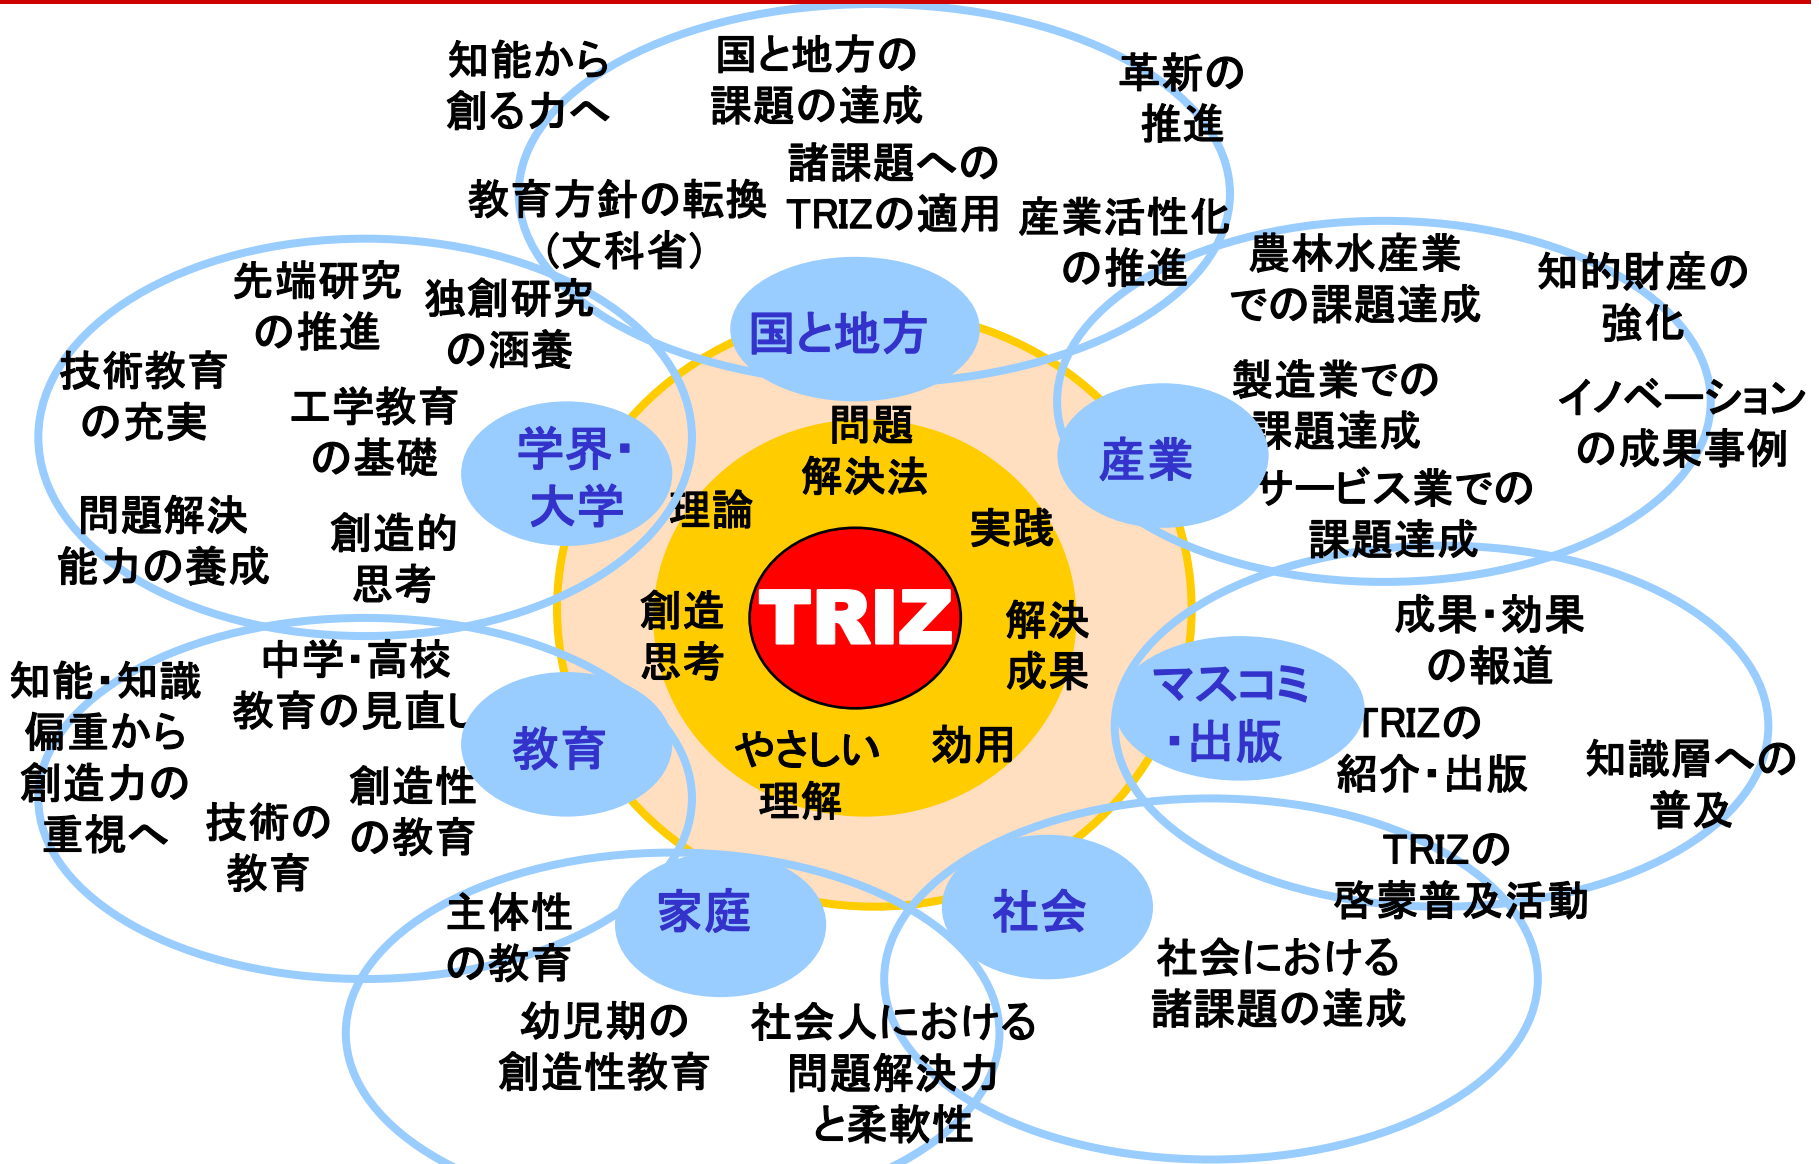 知能から
創る力へ
国と地方の
課題の達成
革新の
推進
諸課題への
TRIZの適用
教育方針の転換
(文科省)
産業活性化
の推進
国と地方
先端研究
の推進
独創研究
の涵養
技術教育
の充実
工学教育
の基礎
問題解決
能力の養成
創造的
思考
学界・
大学
農林水産業
での課題達成
知的財産の
強化
製造業での
課題達成
イノベーション
の成果事例
サービス業での
課題達成
産業
問題
解決法
理論
実践
創造
思考
TRIZ
解決
成果
やさしい
理解
効用
成果・効果
の報道
マスコミ
・出版
TRIZの
紹介・出版
知識層への
普及
TRIZの
啓蒙普及活動
知能・知識
偏重から
創造力の
重視へ
中学・高校
教育の見直し
教育
技術の
教育
創造性
の教育
主体性
の教育
家庭
幼児期の
創造性教育
社会人における
問題解決力
と柔軟性
社会
社会における
諸課題の達成